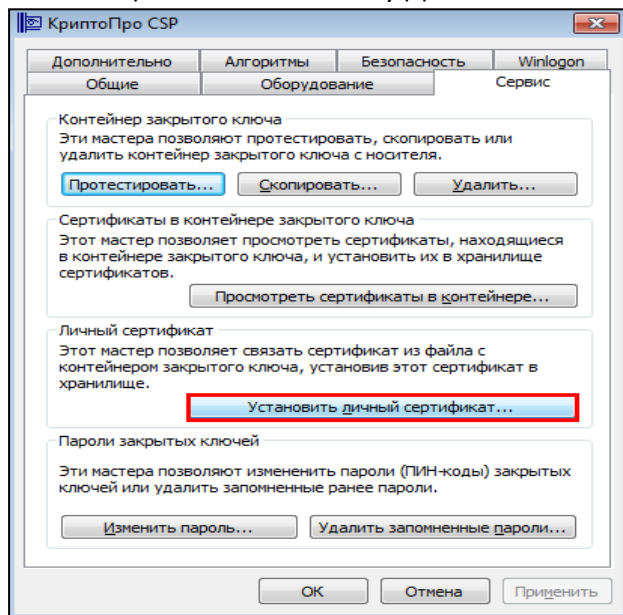 КриптоПро CSP
Дополнительно Алгоритмы Безопасность Winlogon
Общие Оборудование Сервис
Контейнер закрытого ключа
Эти мастера позволяют протестировать, скопировать или
удалить контейнер закрытого ключа с носителя.
Протестировать... Скопировать... Удалить...
Сертификаты в контейнере закрытого ключа
Этот мастер позволяет просмотреть сертификаты, находящиеся
в контейнере закрытого ключа, и установить их в хранилище
сертификатов.
Просмотреть сертификаты в контейнере...
Личный сертификат
Этот мастер позволяет связать сертификат из файла с
контейнером закрытого ключа, установив этот сертификат в
хранилище.
Установить личный сертификат...
Пароли закрытых ключей
Эти мастера позволяют измененить пароли (ПИН-коды) закрытых
ключей или удалить запомненные ранее пароли.
Изменить пароль... Удалить запомненные пароли...
ОК Отмена Применить